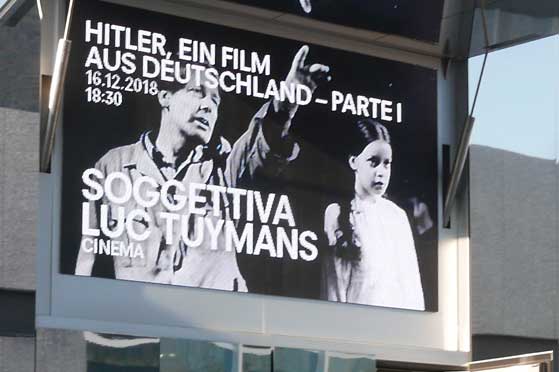 HITLER, EIN FILM
AUS DEUTSCHLAND – PARTE I
16.12.2018
18:30
SOGGETTIVA
LUC TUYMANS
CINEMA